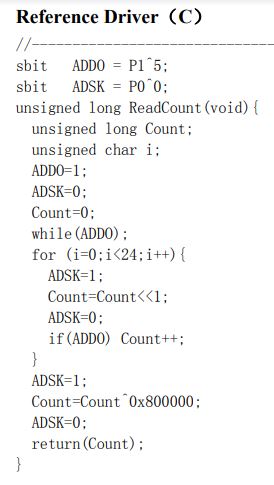 Reference Driver（C）
//------------------------------
sbit   ADDO = P1^5;
sbit   ADSK = P0^0;
unsigned long ReadCount(void){
  unsigned long Count;
  unsigned char i;
  ADDO=1;
  ADSK=0;
  Count=0;
  while(ADDO);
  for (i=0;i<24;i++){
    ADSK=1;
    Count=Count<<1;
    ADSK=0;
    if(ADDO) Count++;
  }
  ADSK=1;
  Count=Count^0x800000;
  ADSK=0;
  return(Count);
}